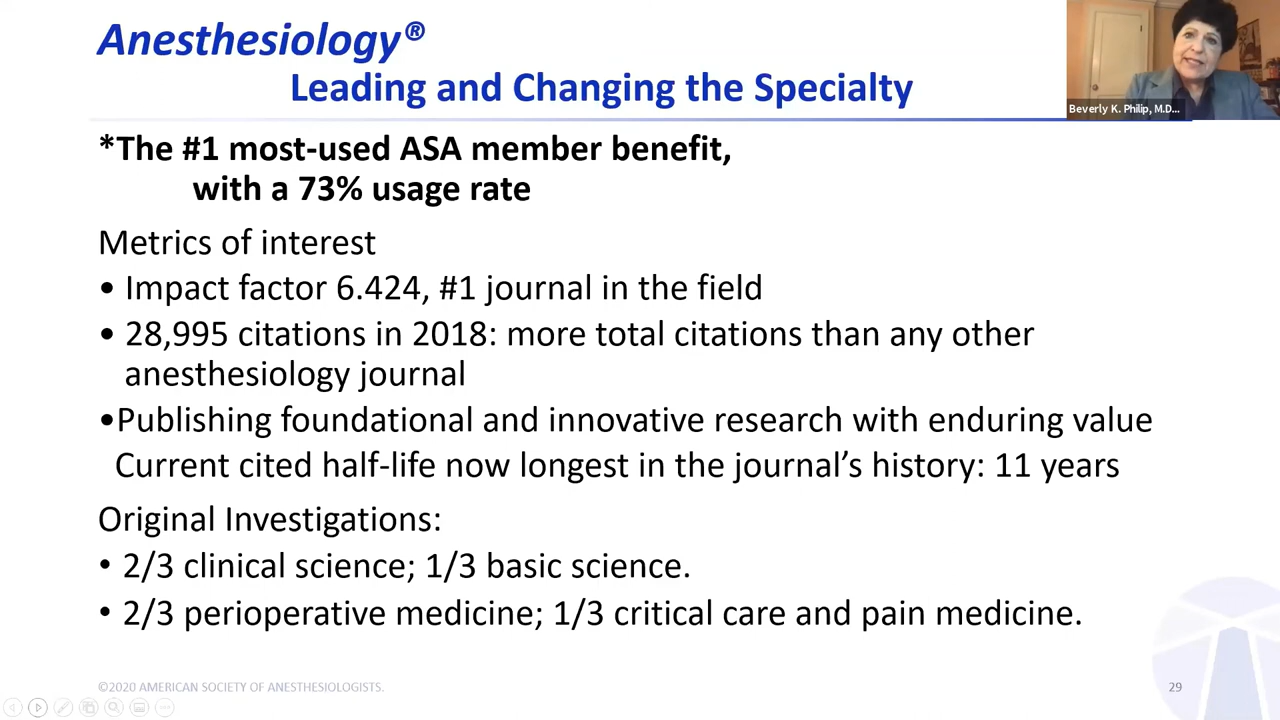 Anesthesiology®
Leading and Changing the Specialty
Beverly K. Philip, M.D...
*The #1 most-used ASA member benefit,
with a 73% usage rate
Metrics of interest
• Impact factor 6.424, #1 journal in the field
• 28,995 citations in 2018: more total citations than any other
anesthesiology journal
•Publishing foundational and innovative research with enduring value
Current cited half-life now longest in the journal’s history: 11 years
Original Investigations:
• 2/3 clinical science; 1/3 basic science.
• 2/3 perioperative medicine; 1/3 critical care and pain medicine.
©2020 AMERICAN SOCIETY OF ANESTHESIOLOGISTS.
29